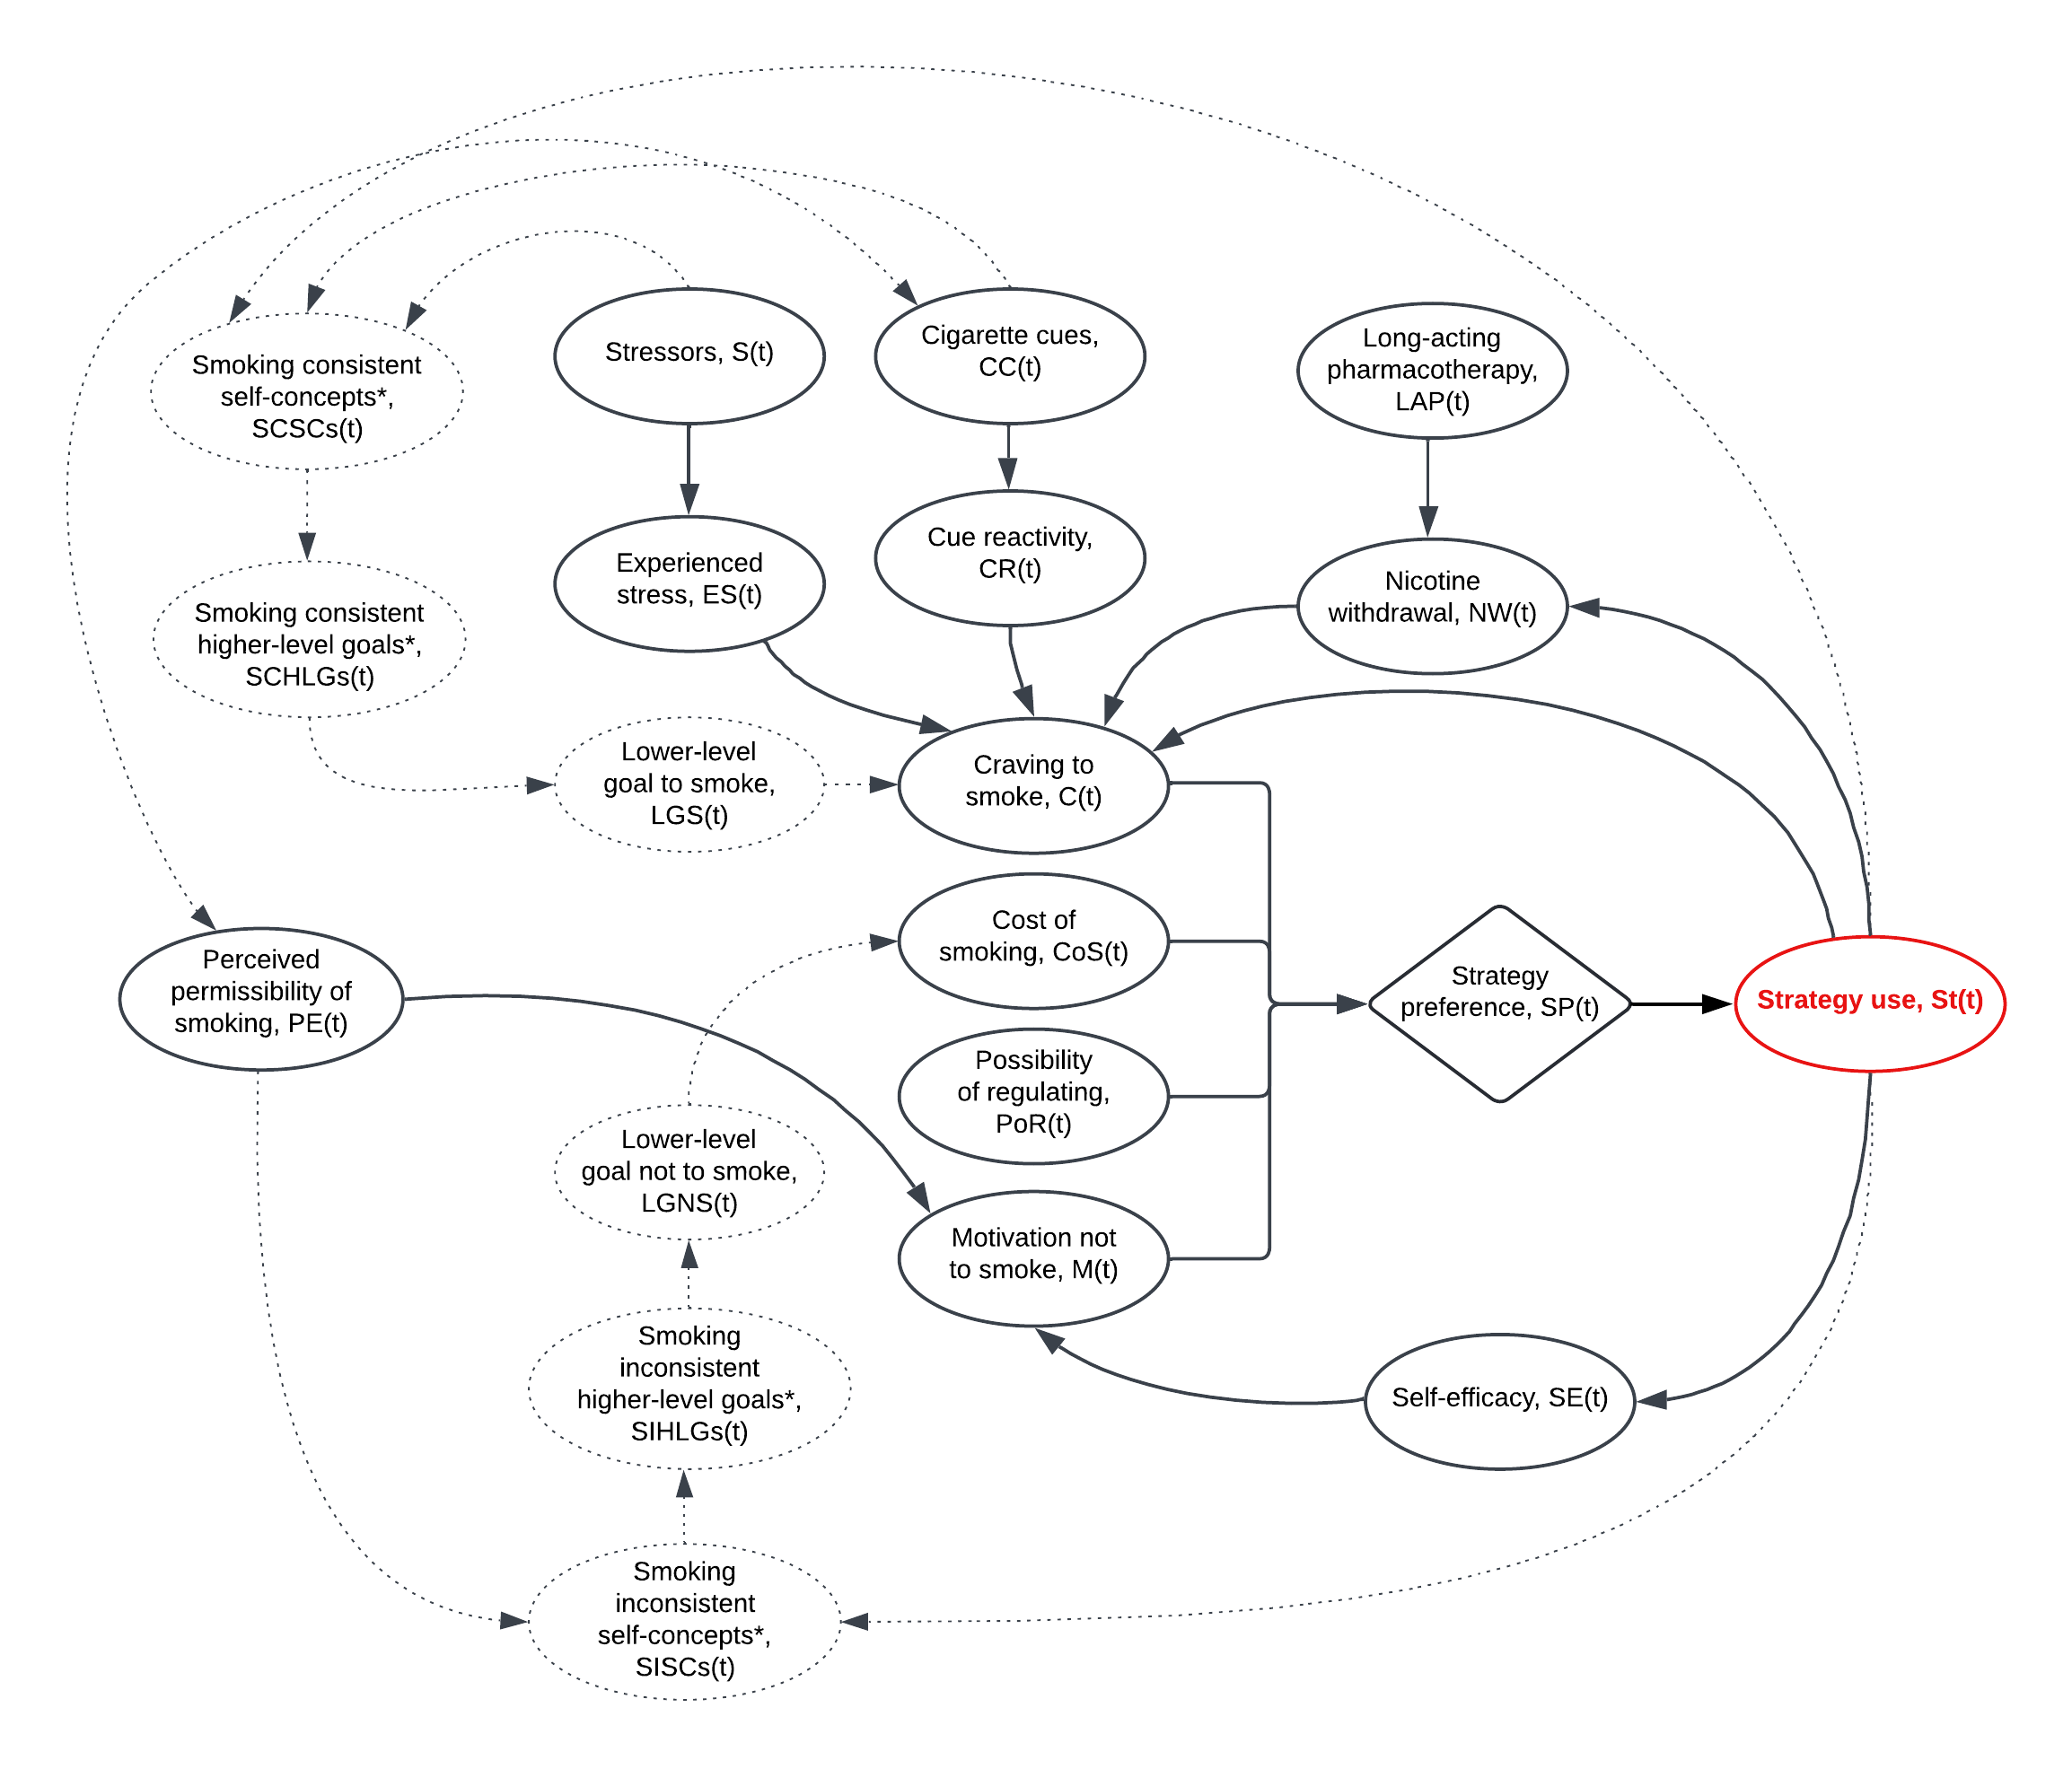 Smoking consistent
self-concepts*,
SCSCs(t)
Stressors, S(t)
Cigarette cues,
CC(t)
Long-acting
pharmacotherapy,
LAP(t)
Smoking consistent
higher-level goals*,
SCHLGs(t)
Experienced
stress, ES(t)
Cue reactivity,
CR(t)
Nicotine
withdrawal, NW(t)
Lower-level
goal to smoke,
LGS(t)
Craving to
smoke, C(t)
Perceived
permissibility of
smoking, PE(t)
Cost of
smoking, CoS(t)
Strategy
preference, SP(t)
Strategy use, St(t)
Possibility
of regulating,
PoR(t)
Lower-level
goal not to smoke,
LGNS(t)
Motivation not
to smoke, M(t)
Smoking
inconsistent
higher-level goals*,
SIHLGs(t)
Self-efficacy, SE(t)
Smoking
inconsistent
self-concepts*,
SISCs(t)